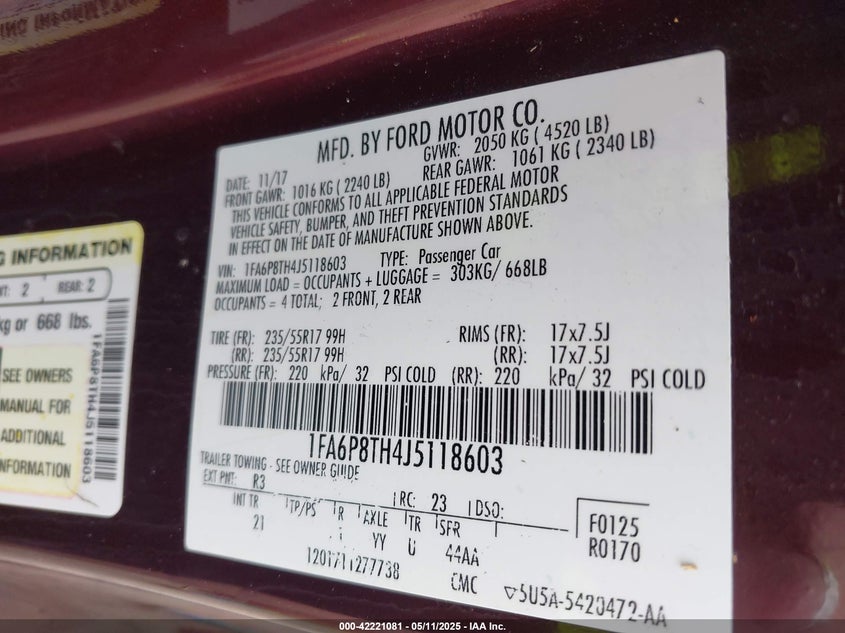 MFD. BY FORD MOTOR CO.
DATE: 11/17
GVWR: 2050 KG ( 4520 LB)
FRONT GAWR: 1016 KG ( 2240 LB)
REAR GAWR: 1061 KG ( 2340 LB)
THIS VEHICLE CONFORMS TO ALL APPLICABLE FEDERAL MOTOR
VEHICLE SAFETY, BUMPER, AND THEFT PREVENTION STANDARDS
IN EFFECT ON THE DATE OF MANUFACTURE SHOWN ABOVE.
VIN: 1FA6P8TH4J5118603 TYPE: Passenger Car
MAXIMUM LOAD = OCCUPANTS + LUGGAGE = 303KG/ 668LB
OCCUPANTS = 4 TOTAL; 2 FRONT, 2 REAR
TIRE (FR): 235/55R17 99H RIMS (FR): 17x7.5J
(RR): 235/55R17 99H (RR): 17x7.5J
PRESSURE (FR): 220 kPa/ 32 PSI COLD (RR): 220 kPa/ 32 PSI COLD
1FA6P8TH4J5118603
TRAILER TOWING - SEE OWNER GUIDE
EXT PNT: R3 RC: 23 DSO:
INT TR TP/PS R AXLE TR SFR
21 YY U 44AA
F0125
R0170
1201711277738
CMC 5U5A-5420472-AA
G INFORMATION
2 REAR: 2
kg or 668 lbs.
SEE OWNERS
MANUAL FOR
ADDITIONAL
INFORMATION
1FA6P8TH4J5118603
000-42221081 - 05/11/2025 - IAA Inc.